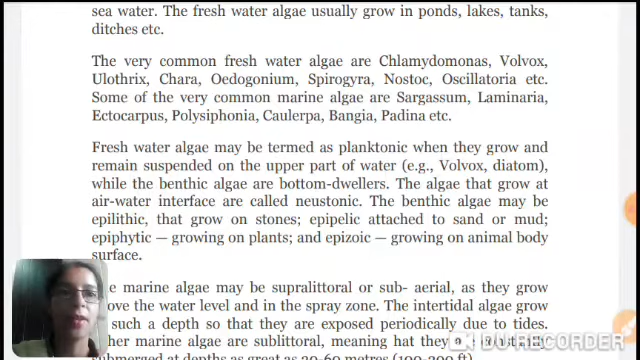 sea water. The fresh water algae usually grow in ponds, lakes, tanks,
ditches etc.
The very common fresh water algae are Chlamydomonas, Volvox,
Ulothrix, Chara, Oedogonium, Spirogyra, Nostoc, Oscillatoria etc.
Some of the very common marine algae are Sargassum, Laminaria,
Ectocarpus, Polysiphonia, Caulerpa, Bangia, Padina etc.
Fresh water algae may be termed as planktonic when they grow and
remain suspended on the upper part of water (e.g., Volvox, diatom),
while the benthic algae are bottom-dwellers. The algae that grow at
air-water interface are called neustonic. The benthic algae may be
epilithic, that grow on stones; epipelic attached to sand or mud;
epiphytic — growing on plants; and epizoic — growing on animal body
surface.
marine algae may be supralittoral or sub- aerial, as they grow
above the water level and in the spray zone. The intertidal algae grow
such a depth so that they are exposed periodically due to tides.
marine algae are sublittoral, meaning hat they
submerged at depths as great as 30-60 metres (100-200 ft).
DU RECORDER